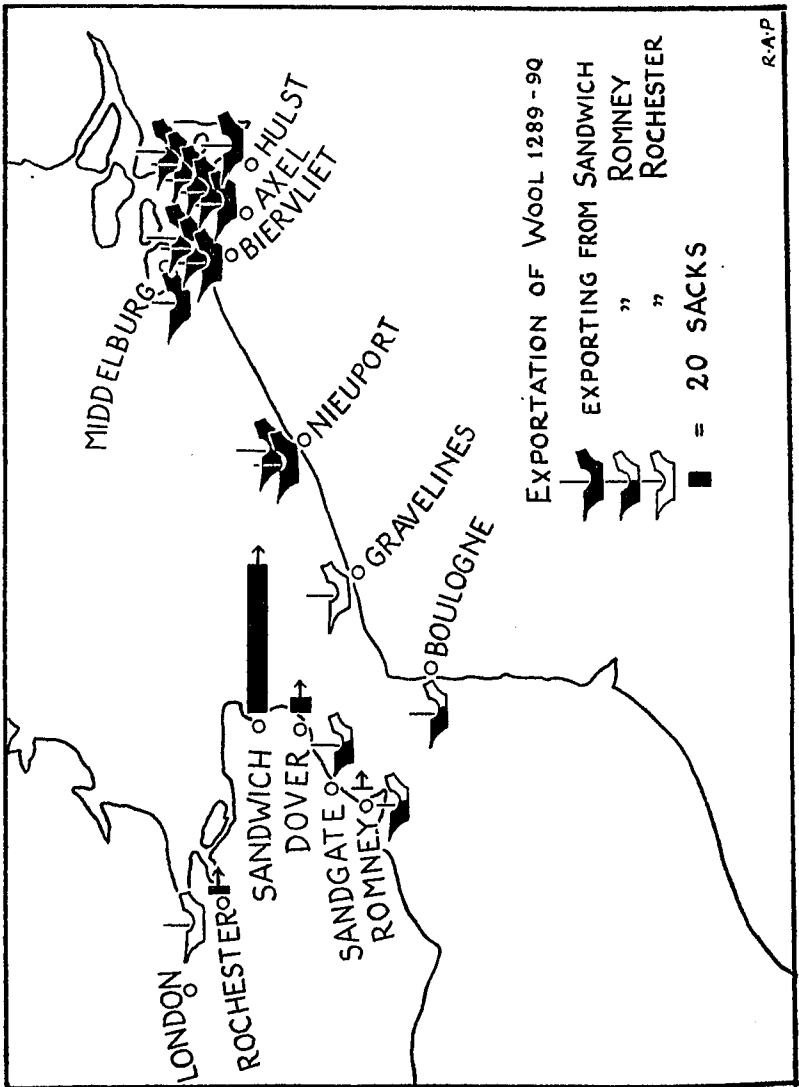 MIDDELBURG
HULST
AXEL
BIERVLIET
NIEUPORT
GRAVELINES
BOULOGNE
SANDWICH
DOVER
SANDGATE
ROMNEY
LONDON
ROCHESTER
EXPORTATION OF WOOL 1289-90
EXPORTING FROM SANDWICH
" ROMNEY
" ROCHESTER
= 20 SACKS
R.A.P